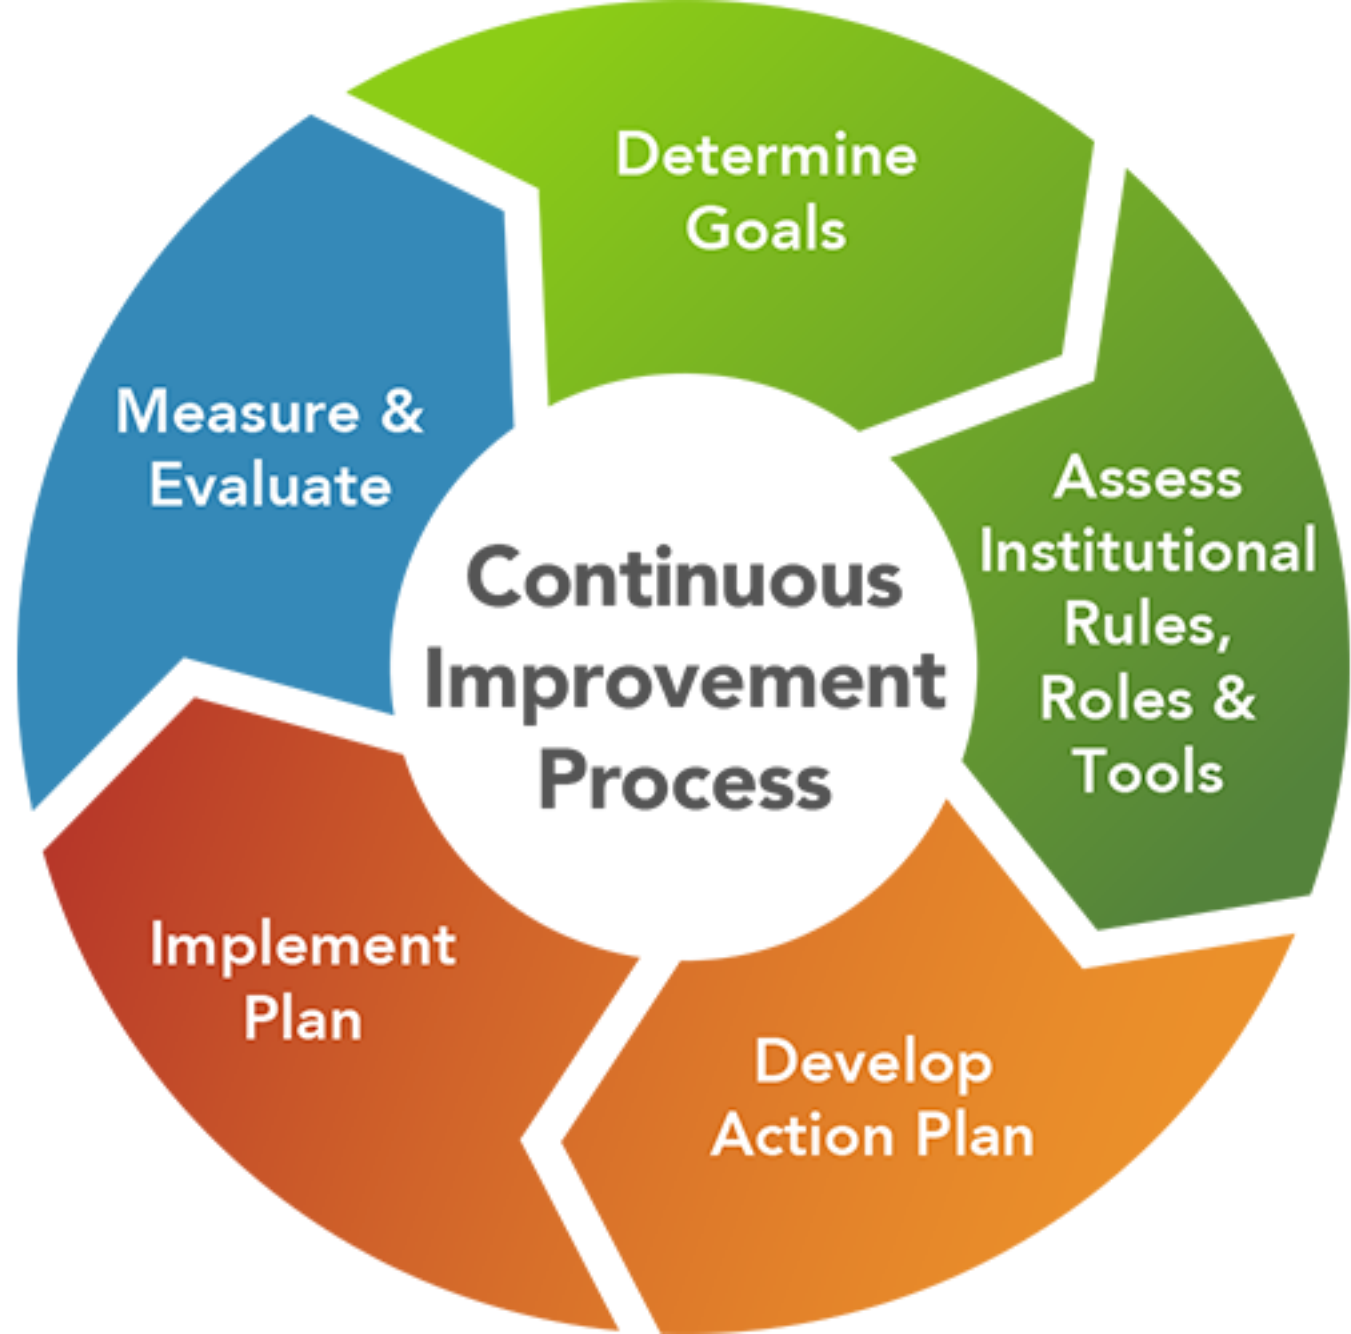 Determine
Goals
Assess
Institutional
Rules,
Roles &
Tools
Develop
Action Plan
Implement
Plan
Measure &
Evaluate
Continuous
Improvement
Process